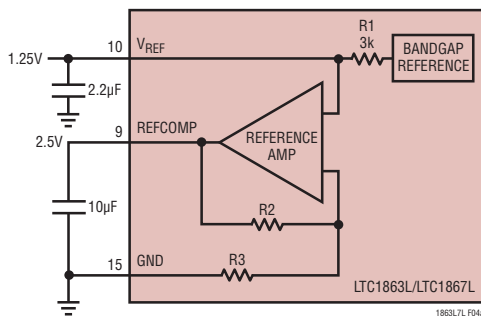 R1
3k
10
VREF
BANDGAP
REFERENCE
1.25V
2.2µF
9
REFCOMP
REFERENCE
AMP
2.5V
10µF
R2
15
GND
R3
LTC1863L/LTC1867L
1863L7L F04a